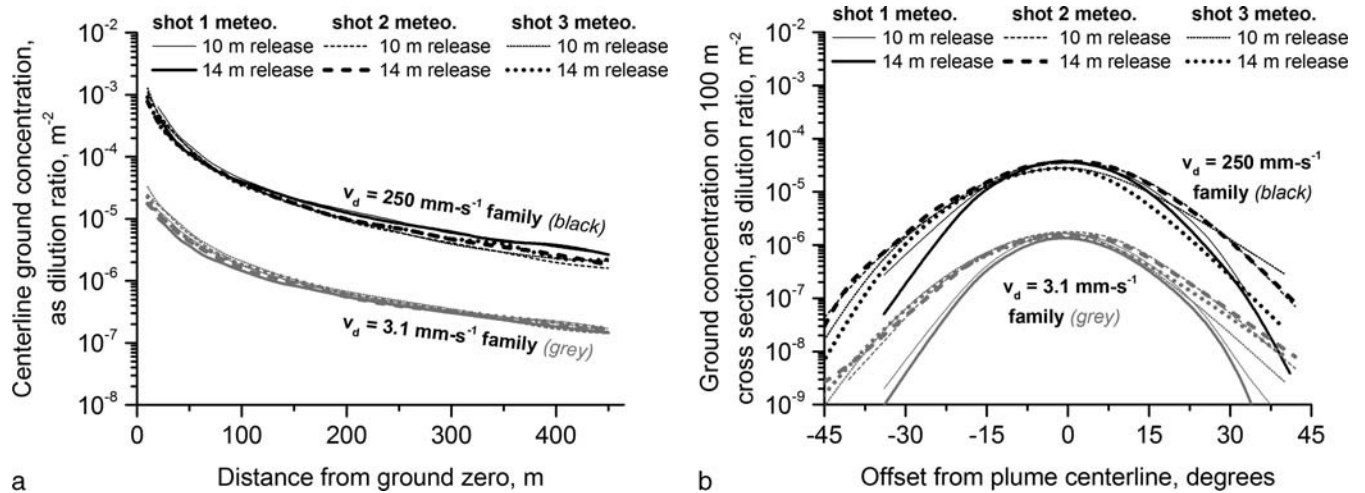 shot 1 meteo. shot 2 meteo. shot 3 meteo.
10 m release 10 m release 10 m release
14 m release 14 m release 14 m release
Centerline ground concentration,
as dilution ratio, m⁻²
10⁻²
10⁻³
10⁻⁴
10⁻⁵
10⁻⁶
10⁻⁷
10⁻⁸
v_d = 250 mm-s⁻¹ family (black)
v_d = 3.1 mm-s⁻¹ family (grey)
0 100 200 300 400
Distance from ground zero, m
a
shot 1 meteo. shot 2 meteo. shot 3 meteo.
10 m release 10 m release 10 m release
14 m release 14 m release 14 m release
Ground concentration on 100 m
cross section, as dilution ratio, m⁻²
10⁻²
10⁻³
10⁻⁴
10⁻⁵
10⁻⁶
10⁻⁷
10⁻⁸
10⁻⁹
v_d = 250 mm-s⁻¹
family (black)
v_d = 3.1 mm-s⁻¹
family (grey)
-45 -30 -15 0 15 30 45
Offset from plume centerline, degrees
b